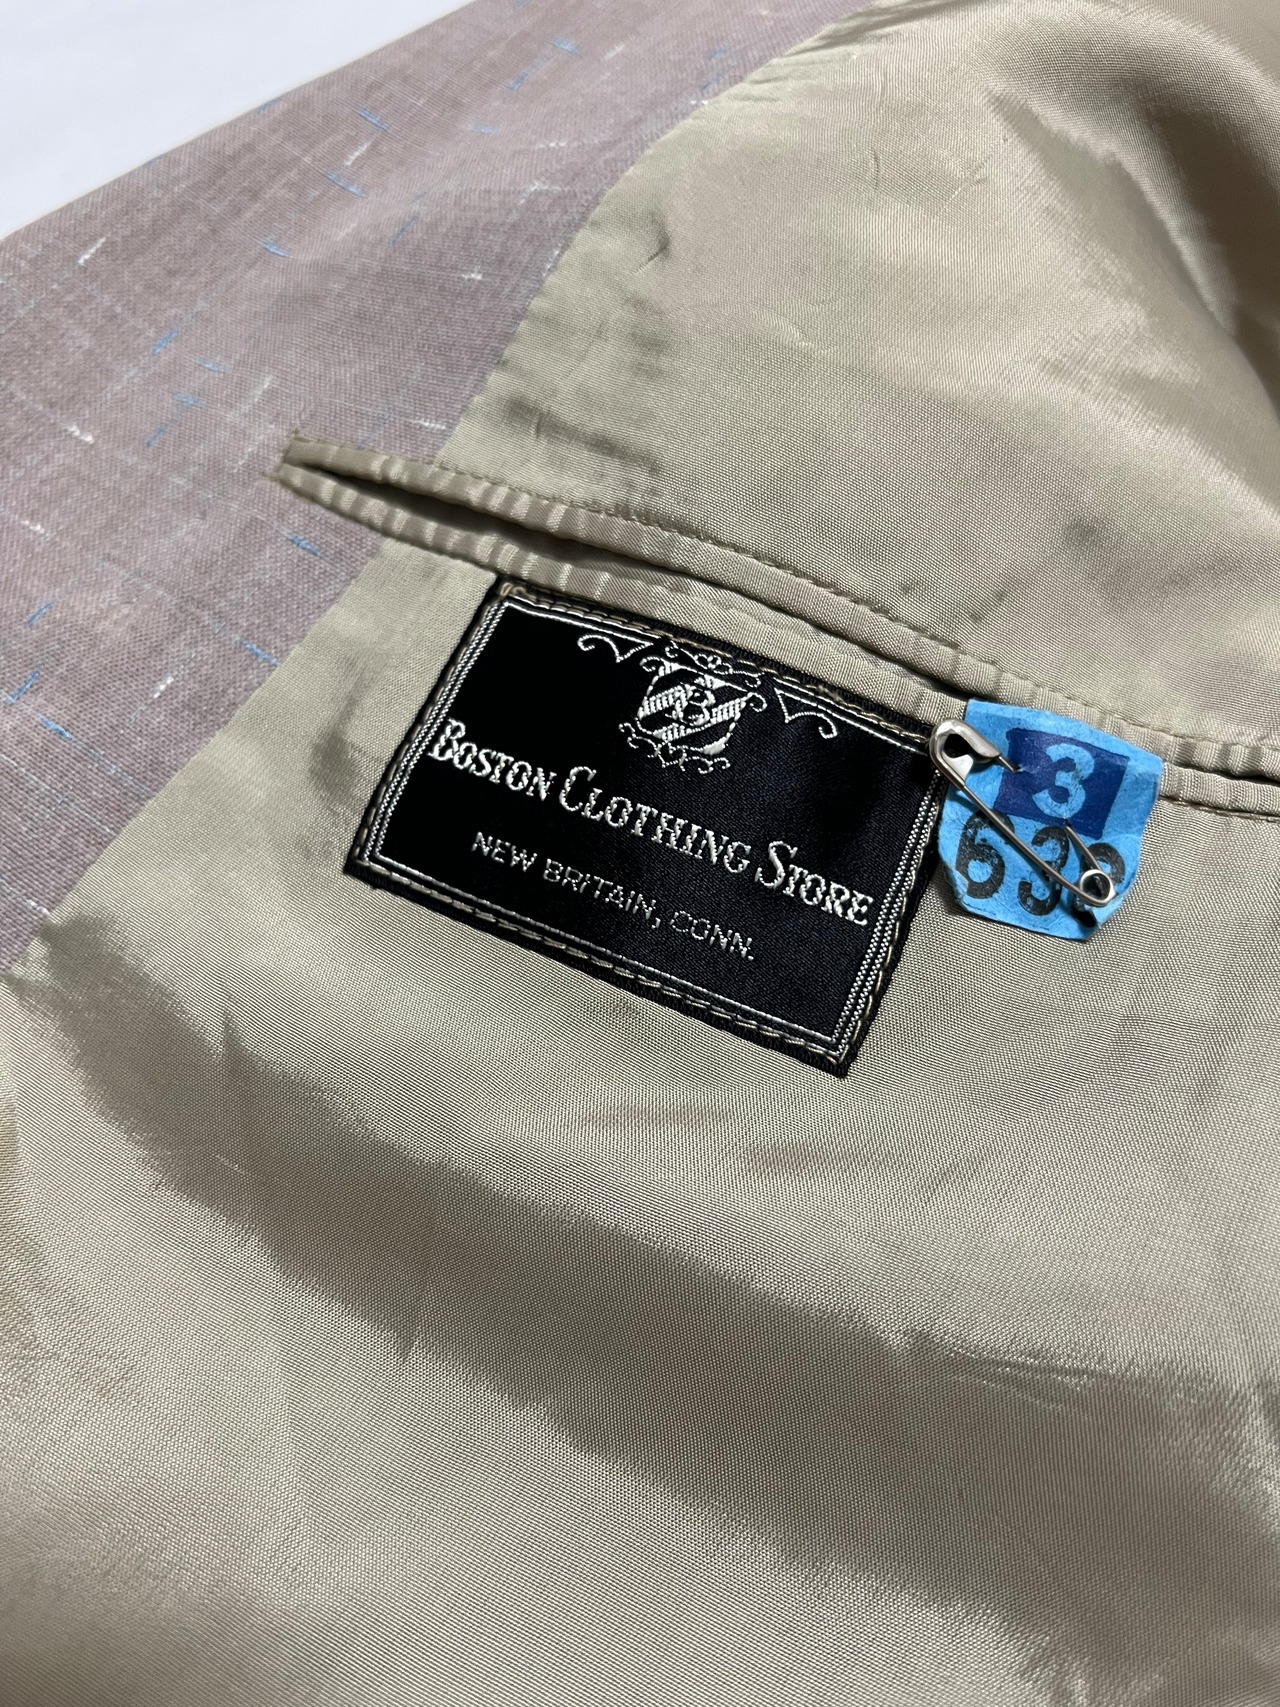 B
BOSTON CLOTHING STORE
NEW BRITAIN, CONN.
3